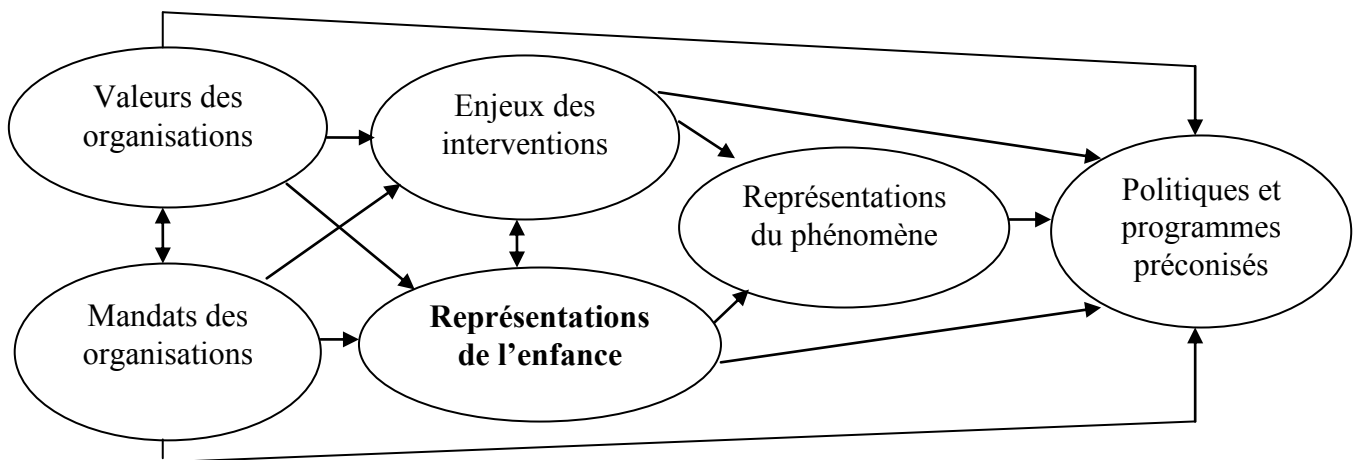 Valeurs des
organisations
Enjeux des
interventions
Représentations
du phénomène
Politiques et
programmes
préconisés
Mandats des
organisations
Représentations
de l’enfance